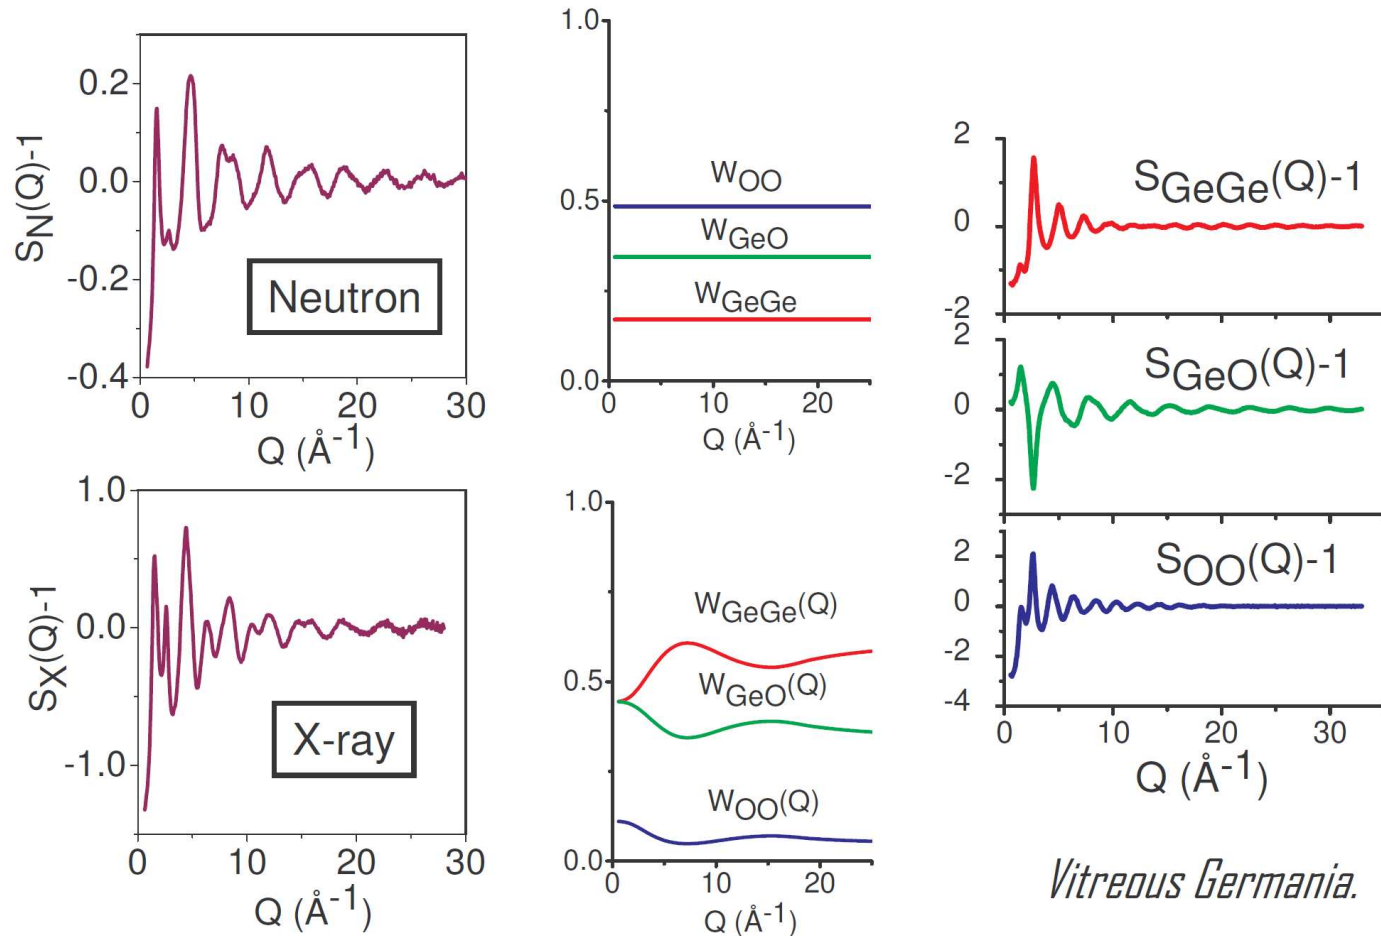 0.2
0.0
-0.2
-0.4
0 10 20 30
S_N(Q)-1
Q (Å⁻¹)
Neutron
1.0
0.0
-1.0
0 10 20 30
S_X(Q)-1
Q (Å⁻¹)
X-ray
1.0
0.5
0.0
0 10 20
Q (Å⁻¹)
W_OO
W_GeO
W_GeGe
1.0
0.5
0.0
0 10 20
Q (Å⁻¹)
W_GeGe(Q)
W_GeO(Q)
W_OO(Q)
2
0
-2
S_GeGe(Q)-1
2
0
-2
S_GeO(Q)-1
2
0
-2
-4
S_OO(Q)-1
0 10 20 30
Q (Å⁻¹)
Vitreous Germania.